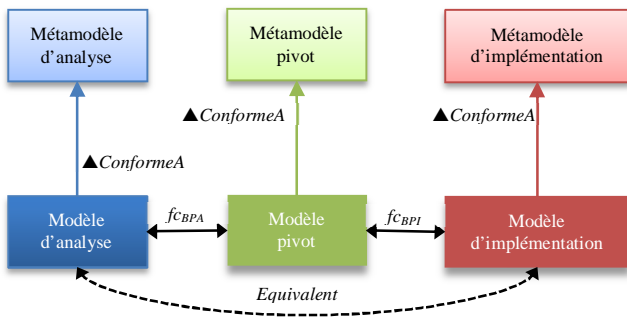 Métamodèle
d'analyse
Métamodèle
pivot
Métamodèle
d'implémentation
▲ConformeA
▲ConformeA
▲ConformeA
Modèle
d'analyse
fcBPA
Modèle
pivot
fcBPI
Modèle
d'implémentation
Equivalent